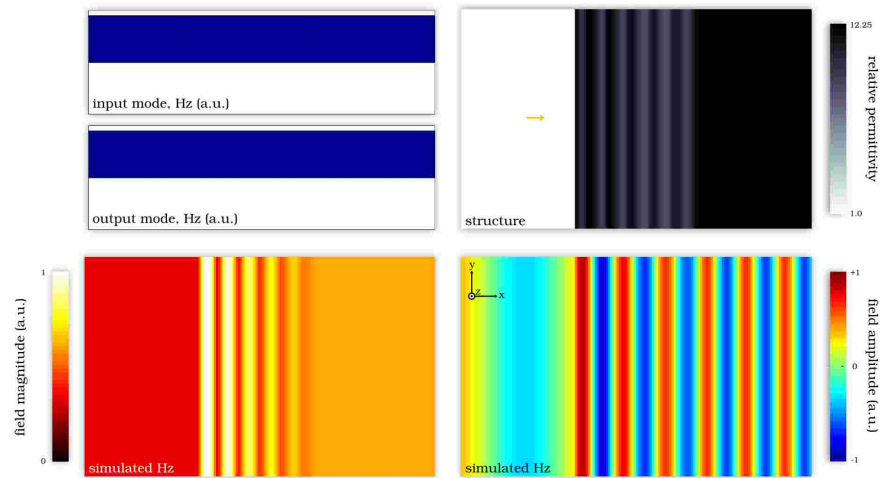 input mode, Hz (a.u.)
output mode, Hz (a.u.)
structure
12.25
1.0
relative permittivity
1
0
field magnitude (a.u.)
simulated Hz
y
z
x
simulated Hz
+1
0
-1
field amplitude (a.u.)